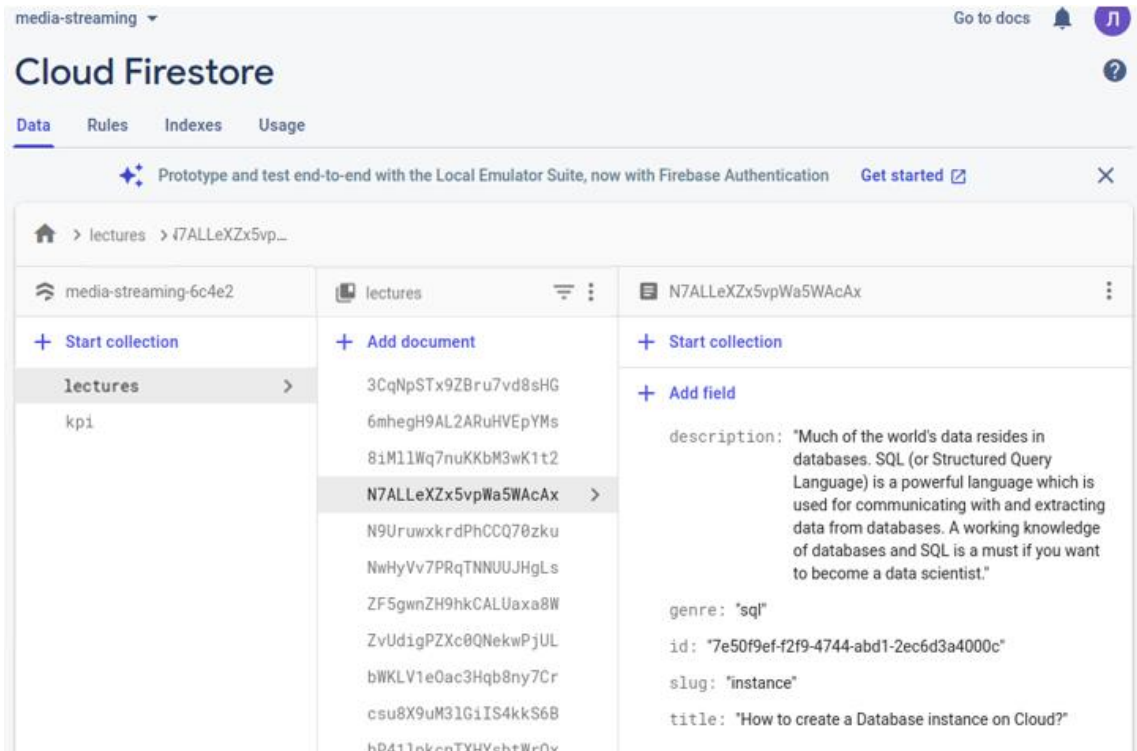 media-streaming
Go to docs
Л
Cloud Firestore
Data Rules Indexes Usage
Prototype and test end-to-end with the Local Emulator Suite, now with Firebase Authentication Get started
> lectures > I7ALLeXZx5vp...
media-streaming-6c4e2
+ Start collection
lectures
kpi
lectures
+ Add document
3CqNpSTx9ZBru7vd8sHG
6mhegH9AL2ARuHVEpYMs
8iMl1Wq7nuKKbM3wK1t2
N7ALLeXZx5vpWa5WAcAx
N9UruwxkrdPhCCQ70zku
NwHyVv7PRqTNNUUJHgLs
ZF5gwnZH9hkCALUaxa8W
ZvUdigPZXc0QNekwPjUL
bWKLV1eOac3Hqb8ny7Cr
csu8X9uM3lGiIS4kkS6B
N7ALLeXZx5vpWa5WAcAx
+ Start collection
+ Add field
description: "Much of the world's data resides in
databases. SQL (or Structured Query
Language) is a powerful language which is
used for communicating with and extracting
data from databases. A working knowledge
of databases and SQL is a must if you want
to become a data scientist."
genre: "sql"
id: "7e50f9ef-f2f9-4744-abd1-2ec6d3a4000c"
slug: "instance"
title: "How to create a Database instance on Cloud?"